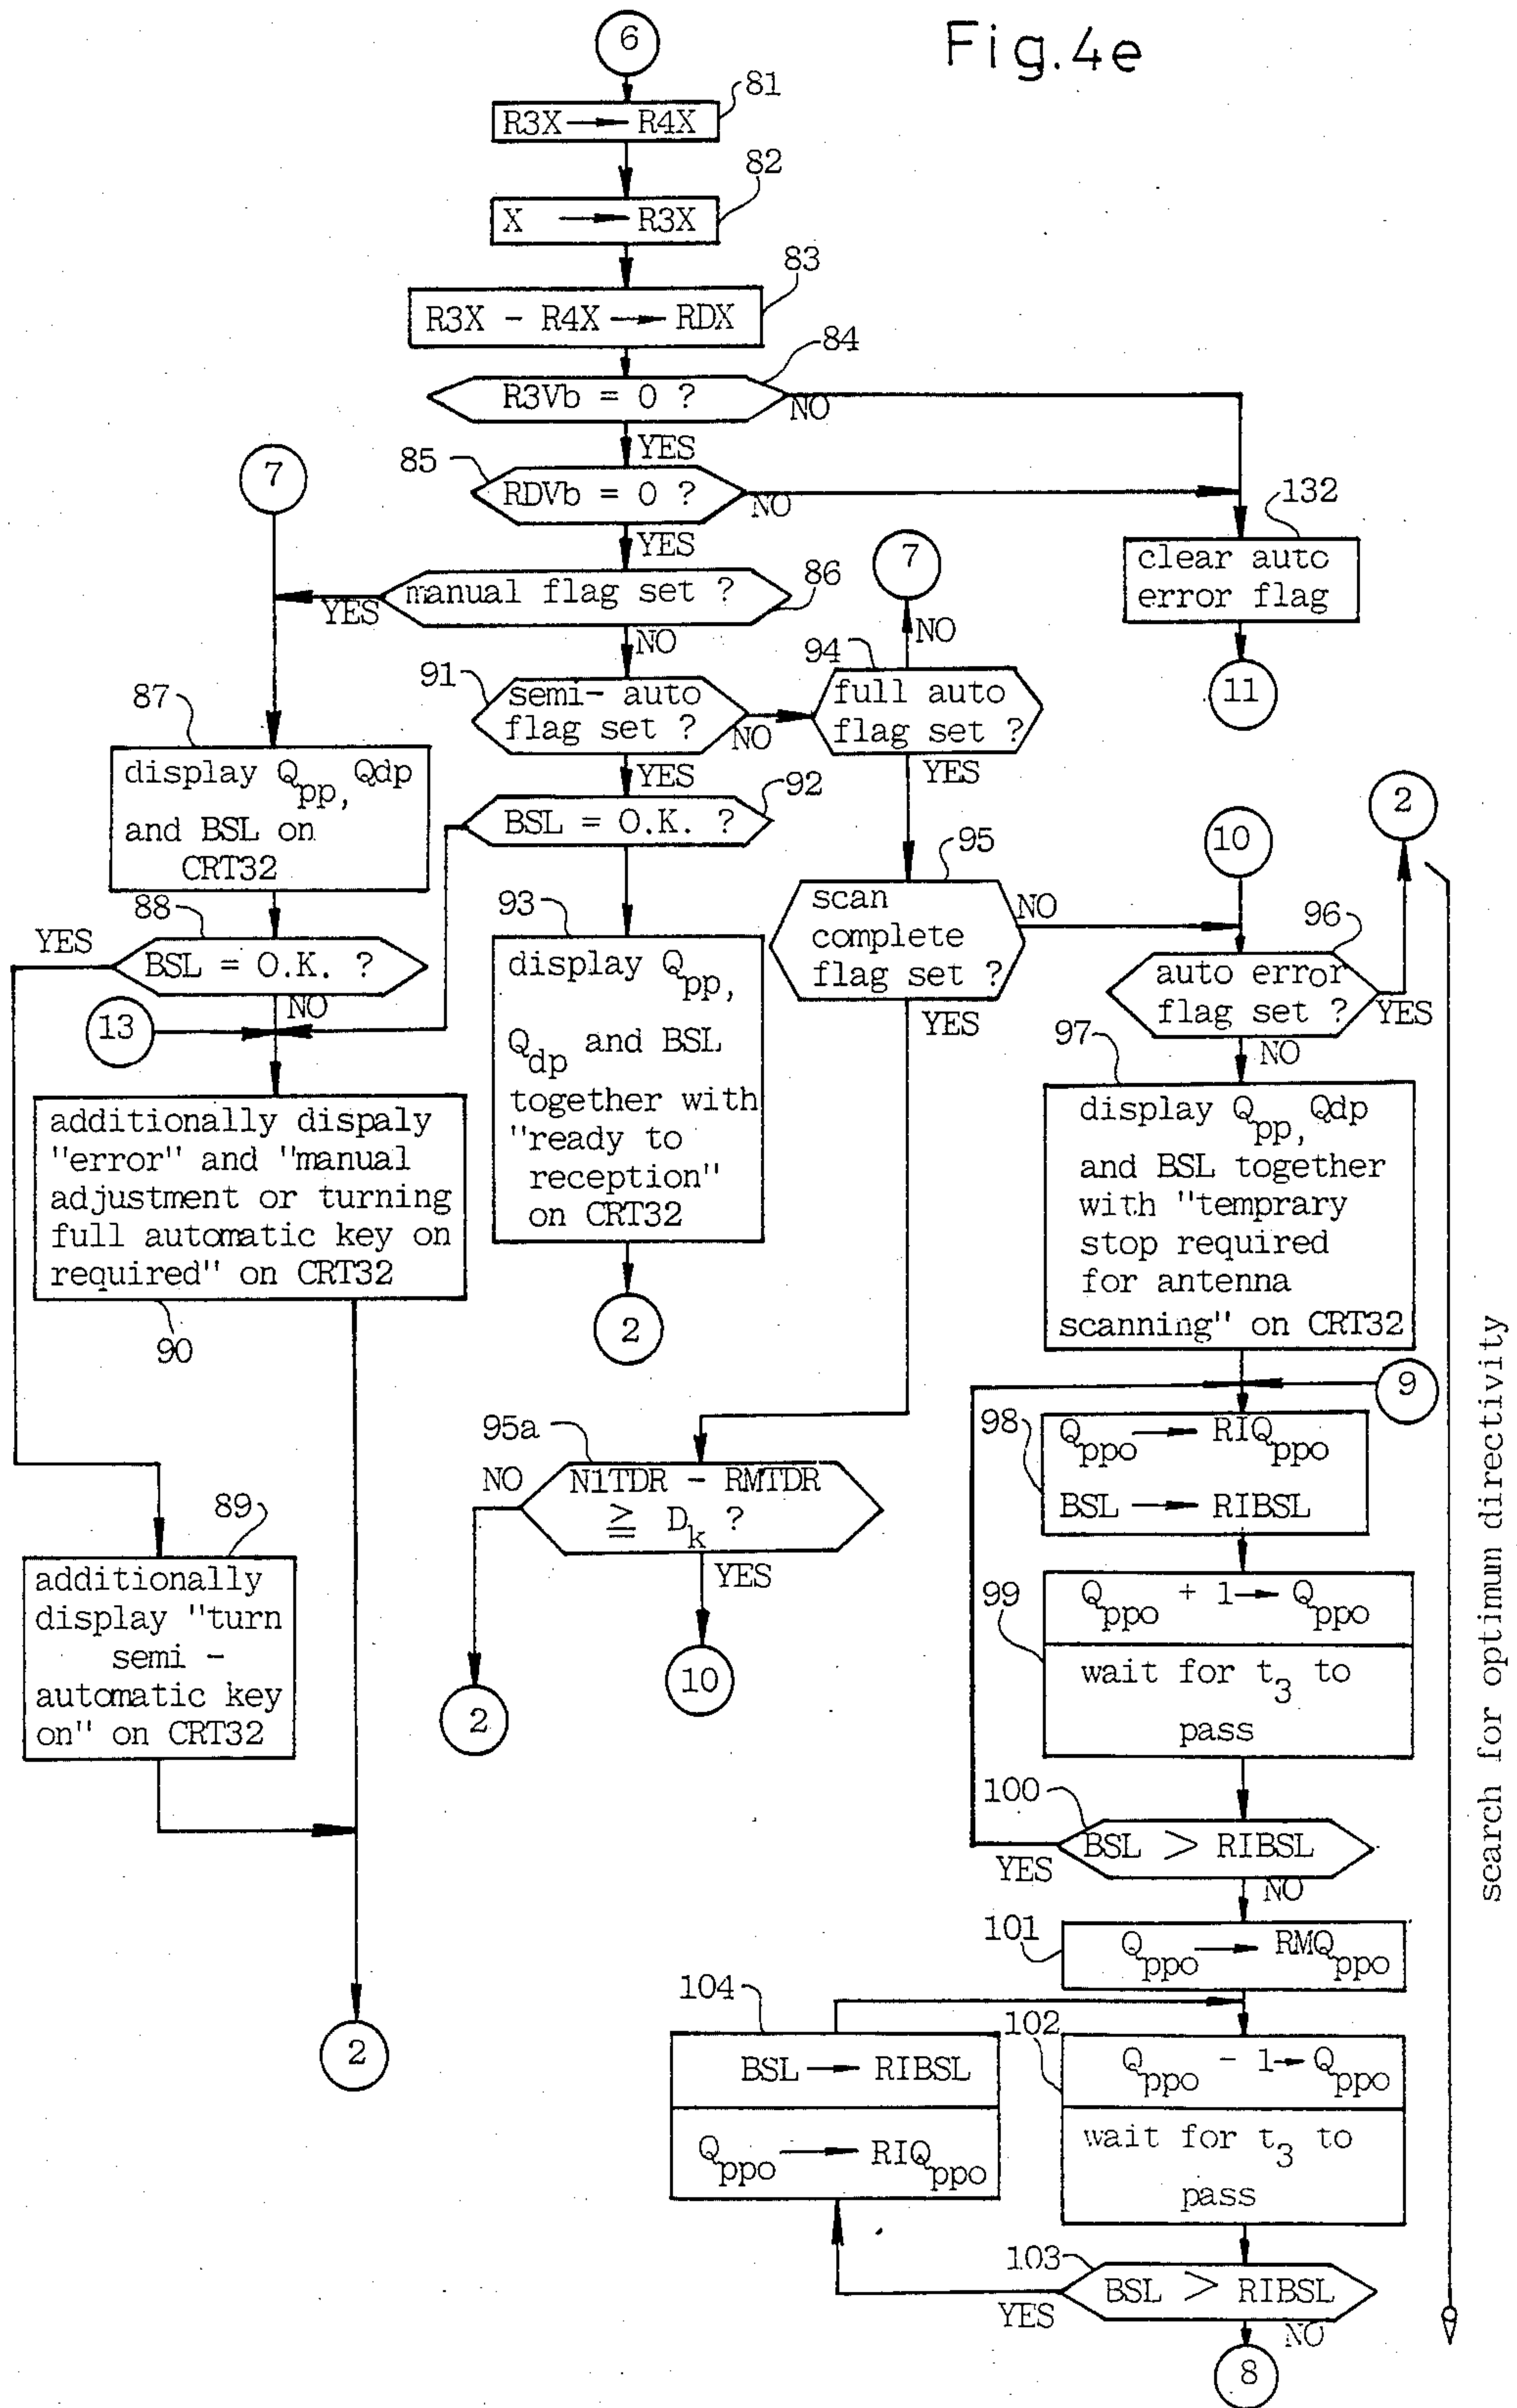 Fig.4e
6
81
R3X → R4X
82
X → R3X
83
R3X - R4X → RDX
84
R3Vb = 0 ?
NO
YES
85
RDVb = 0 ?
NO
YES
7
132
clear auto
error flag
11
manual flag set ?
86
YES
NO
7
NO
91
semi- auto
flag set ?
NO
YES
94
full auto
flag set ?
YES
87
display Qpp, Qdp
and BSL on
CRT32
92
BSL = O.K. ?
88
YES
BSL = O.K. ?
NO
13
93
display Qpp,
Qdp and BSL
together with
"ready to
reception"
on CRT32
2
95
scan
complete
flag set ?
NO
YES
10
2
96
auto error
flag set ?
YES
NO
additionally dispaly
"error" and "manual
adjustment or turning
full automatic key on
required" on CRT32
90
97
display Qpp, Qdp
and BSL together
with "temprary
stop required
for antenna
scanning" on CRT32
9
95a
NO
N1TDR - RMTDR
≧ Dk ?
YES
2
10
89
additionally
display "turn
semi -
automatic key
on" on CRT32
2
98
Qppo → RIQppo
BSL → RIBSL
99
Qppo + 1→ Qppo
wait for t3 to
pass
100
BSL > RIBSL
YES
NO
101
Qppo → RMQppo
104
BSL → RIBSL
Qppo → RIQppo
102
Qppo - 1→ Qppo
wait for t3 to
pass
103
BSL > RIBSL
YES
NO
8
search for optimum directivity